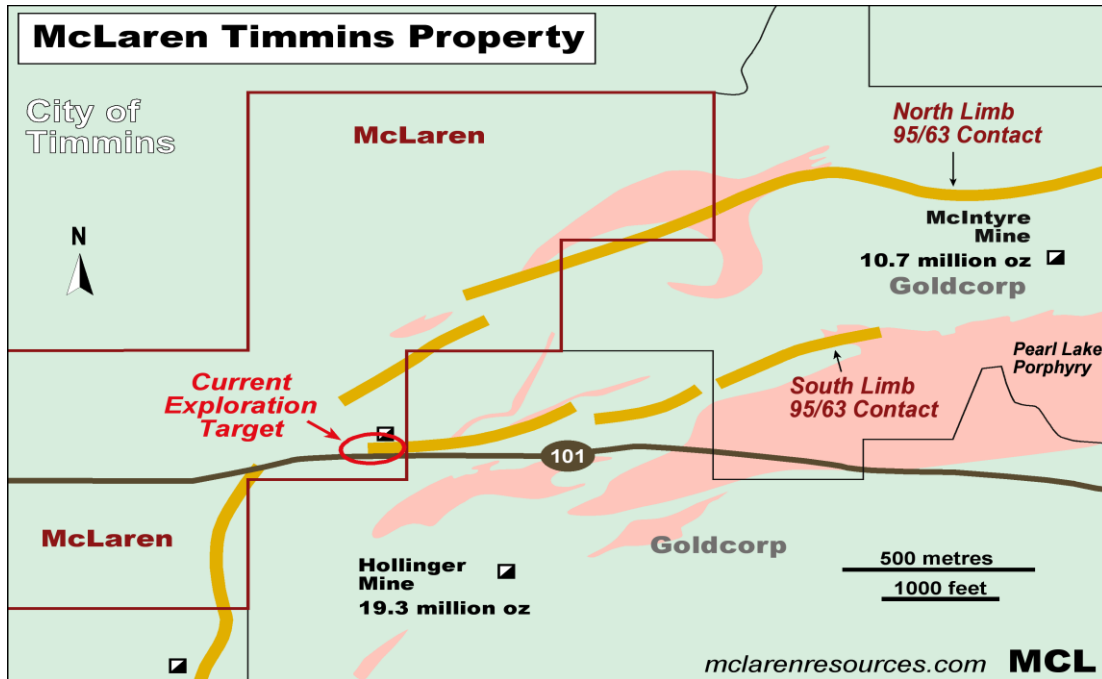 McLaren Timmins Property
City of
Timmins
McLaren
North Limb
95/63 Contact
N
McIntyre
Mine
10.7 million oz
Goldcorp
Pearl Lake
Porphyry
Current
Exploration
Target
South Limb
95/63 Contact
101
McLaren
Goldcorp
Hollinger
Mine
19.3 million oz
500 metres
1000 feet
mclarenresources.com MCL